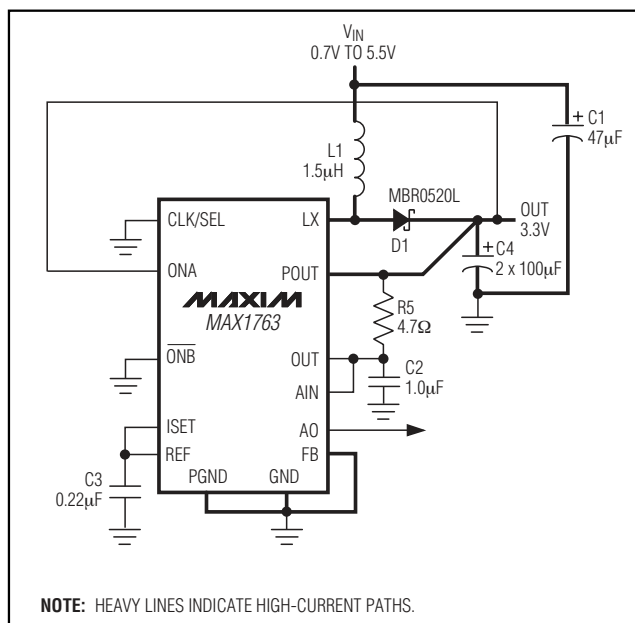 VIN
0.7V TO 5.5V
+ C1
47µF
L1
1.5µH
MBR0520L
D1
OUT
3.3V
+ C4
2 x 100µF
CLK/SEL
LX
ONA
POUT
MAXIM
MAX1763
R5
4.7Ω
ONB
OUT
C2
1.0µF
AIN
ISET
AO
REF
FB
PGND
GND
C3
0.22µF
NOTE: HEAVY LINES INDICATE HIGH-CURRENT PATHS.